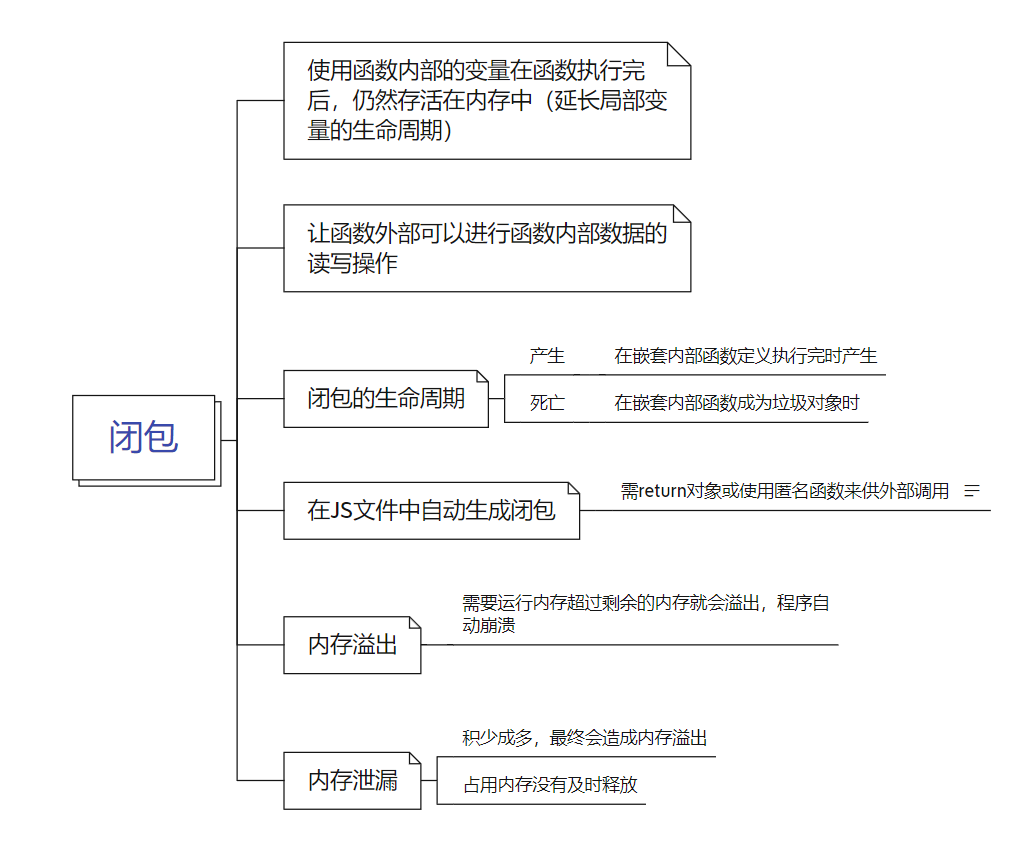 使用函数内部的变量在函数执行完
后，仍然存活在内存中（延长局部变
量的生命周期）
让函数外部可以进行函数内部数据的
读写操作
闭包的生命周期
产生 在嵌套内部函数定义执行完时产生
死亡 在嵌套内部函数成为垃圾对象时
闭包
在JS文件中自动生成闭包
需return对象或使用匿名函数来供外部调用
内存溢出
需要运行内存超过剩余的内存就会溢出，程序自
动崩溃
内存泄漏
积少成多，最终会造成内存溢出
占用内存没有及时释放